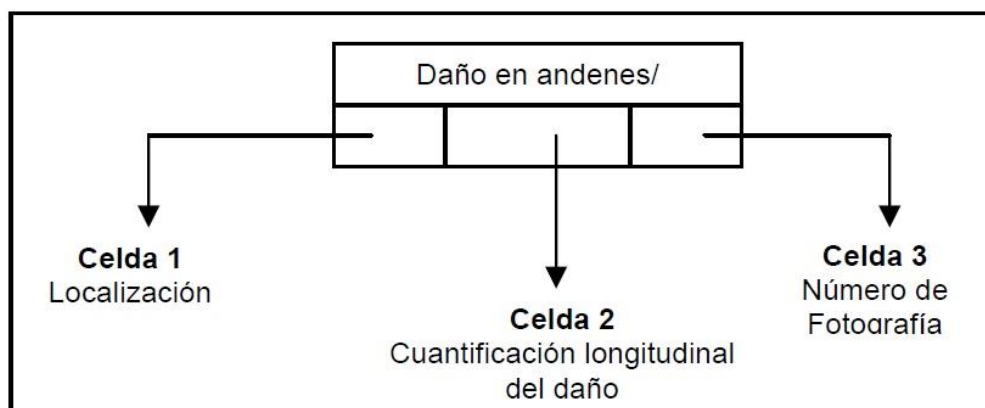 Daño en andenes/
Celda 1
Localización
Celda 2
Cuantificación longitudinal
del daño
Celda 3
Número de
Fotografía